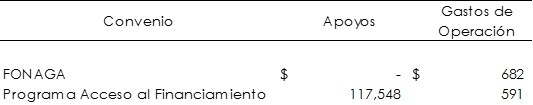 Convenio Apoyos Gastos de Operación
FONAGA $ - $ 682
Programa Acceso al Financiamiento 117,548 591